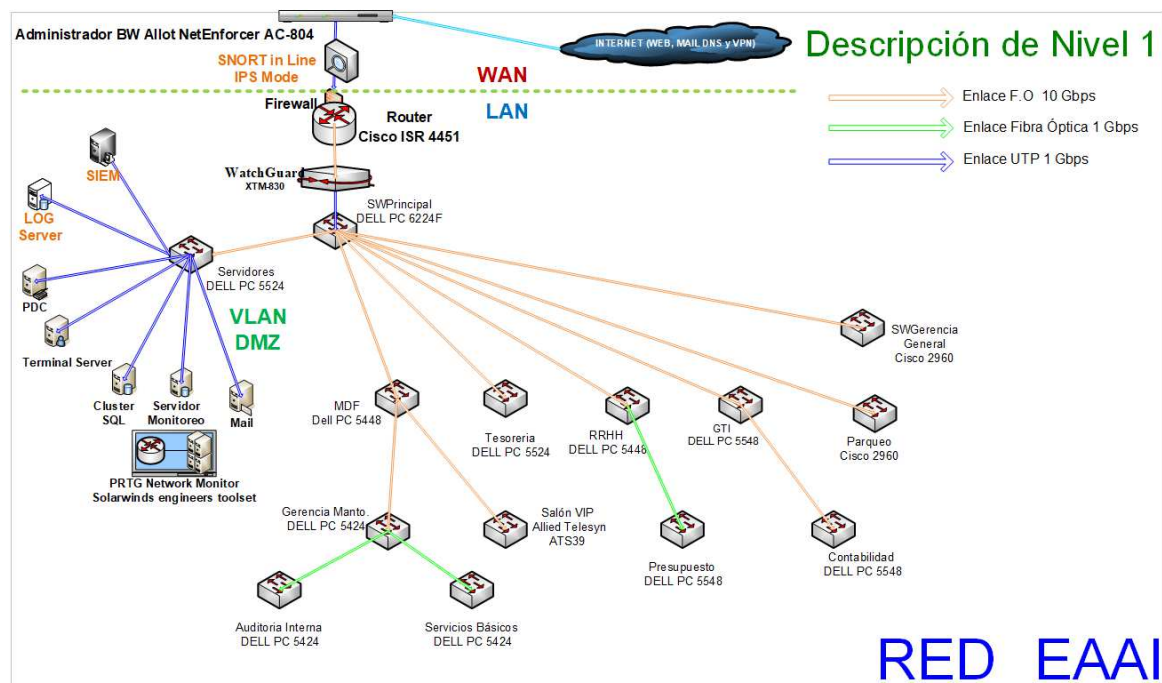 Administrador BW Allot NetEnforcer AC-804
INTERNET (WEB, MAIL DNS y VPN)
Descripción de Nivel 1
SNORT in Line
IPS Mode
WAN
LAN
Firewall
Router
Cisco ISR 4451
Enlace F.O 10 Gbps
Enlace Fibra Óptica 1 Gbps
Enlace UTP 1 Gbps
WatchGuard
XTM-830
SIEM
SWPrincipal
DELL PC 6224F
LOG
Server
Servidores
DELL PC 5524
PDC
VLAN
DMZ
Terminal Server
SWGerencia
General
Cisco 2960
Cluster
SQL
Servidor
Monitoreo
Mail
MDF
Dell PC 5448
Tesoreria
DELL PC 5524
RRHH
DELL PC 5448
GTI
DELL PC 5548
Parqueo
Cisco 2960
PRTG Network Monitor
Solarwinds engineers toolset
Gerencia Manto.
DELL PC 5424
Salón VIP
Allied Telesyn
ATS39
Presupuesto
DELL PC 5548
Contabilidad
DELL PC 5548
Auditoria Interna
DELL PC 5424
Servicios Básicos
DELL PC 5424
RED EAAI